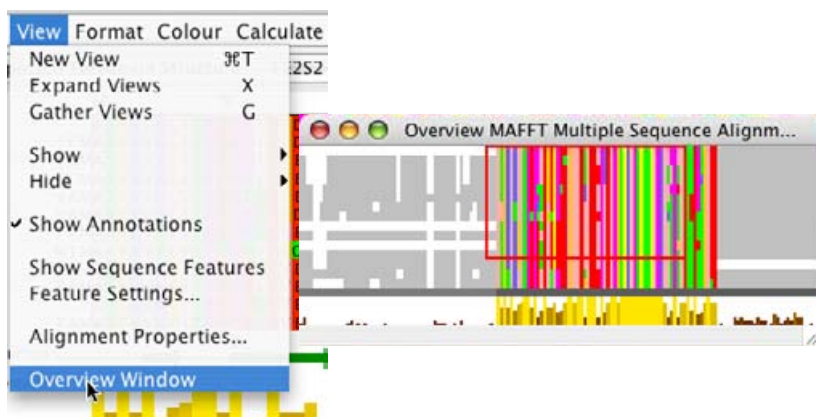 View Format Colour Calculate
New View ⌘T
2S2
Expand Views X
Gather Views G
Overview MAFFT Multiple Sequence Alignm...
Show
Hide
✓ Show Annotations
Show Sequence Features
Feature Settings...
Alignment Properties...
Overview Window